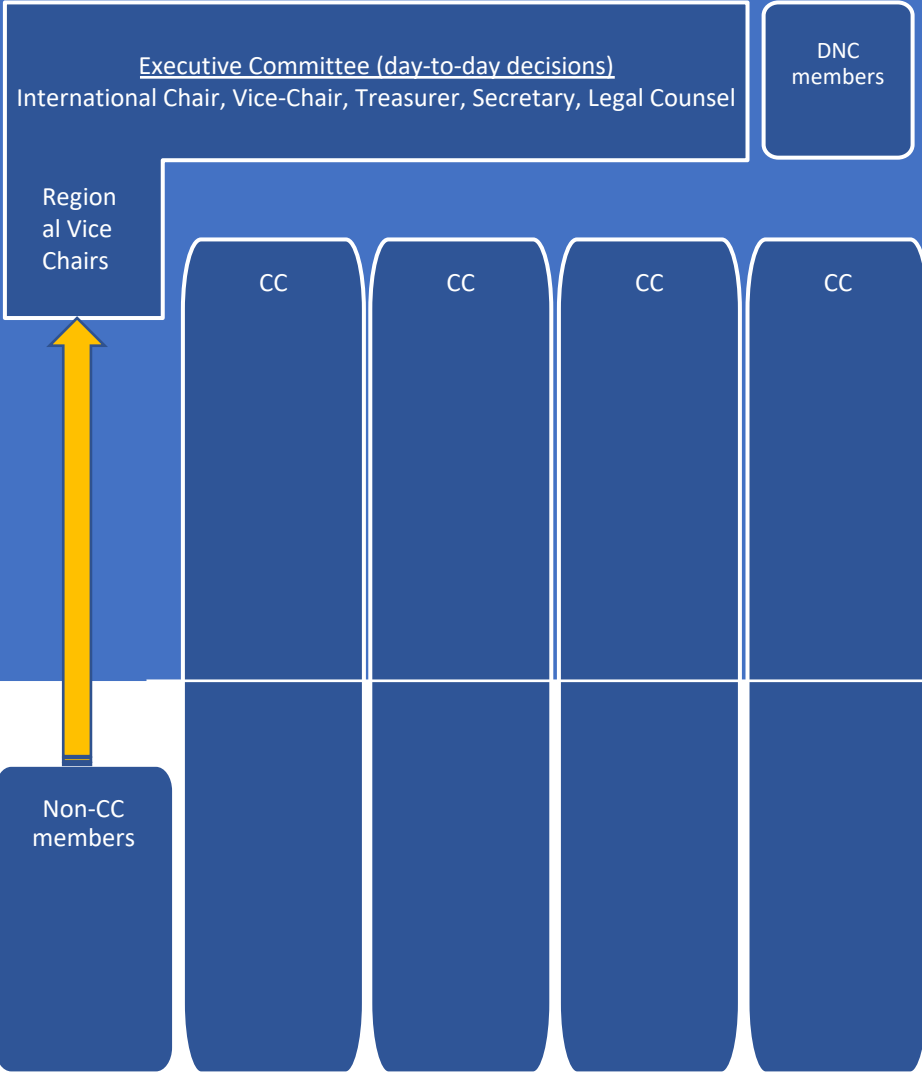 Executive Committee (day-to-day decisions)
International Chair, Vice-Chair, Treasurer, Secretary, Legal Counsel
DNC
members
Region
al Vice
Chairs
CC
CC
CC
CC
Non-CC
members